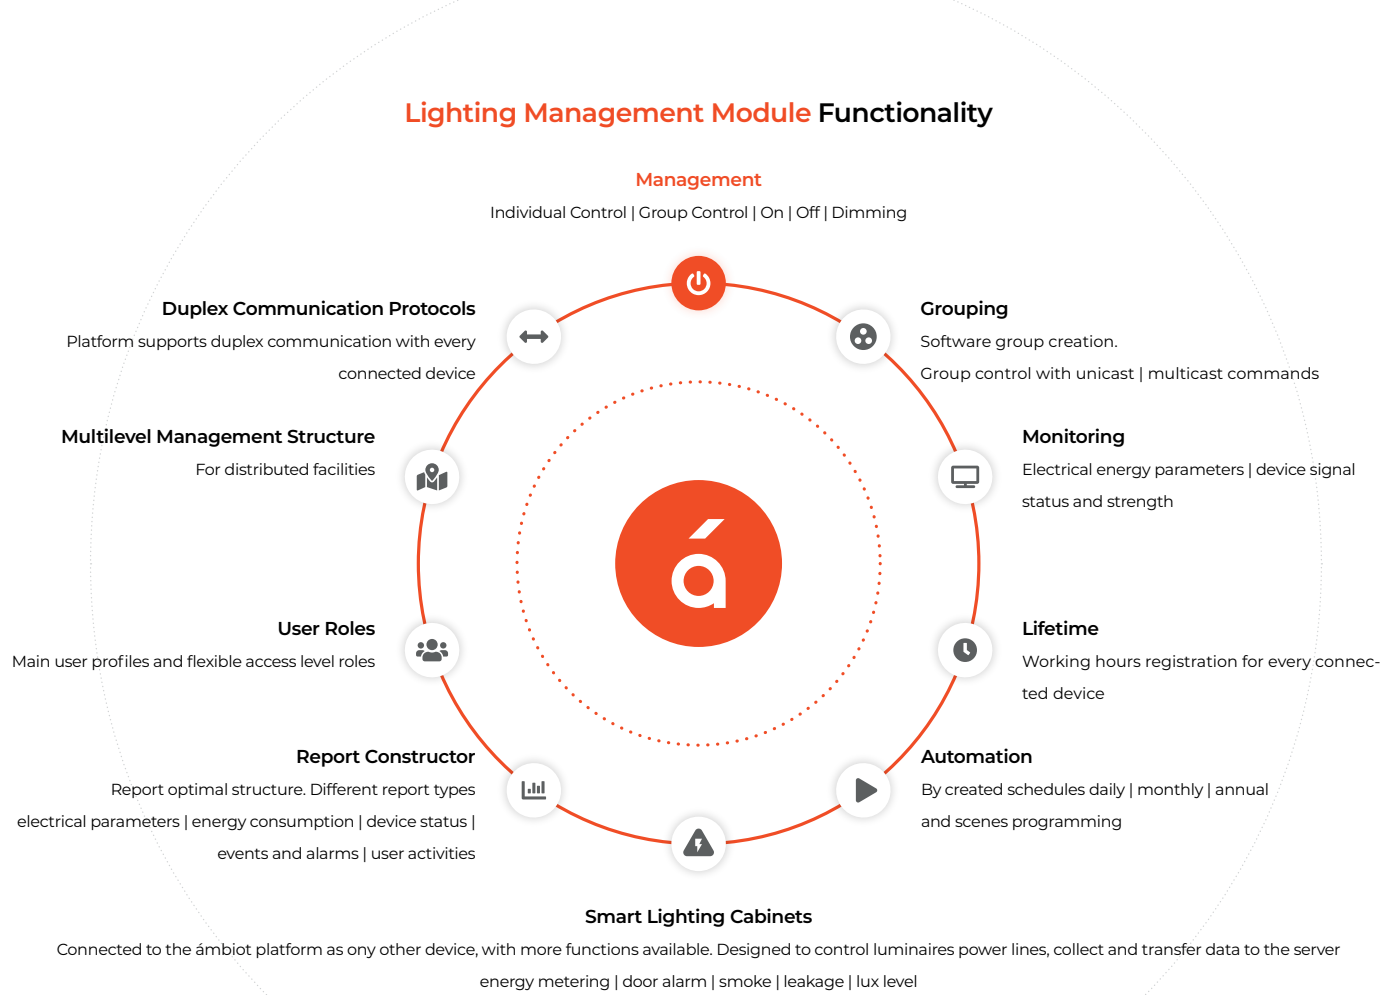 Lighting Management Module Functionality
Management
Individual Control | Group Control | On | Off | Dimming
Duplex Communication Protocols
Platform supports duplex communication with every
connected device
Grouping
Software group creation.
Group control with unicast | multicast commands
Multilevel Management Structure
For distributed facilities
Monitoring
Electrical energy parameters | device signal
status and strength
á
User Roles
Main user profiles and flexible access level roles
Lifetime
Working hours registration for every connec-
ted device
Report Constructor
Report optimal structure. Different report types
electrical parameters | energy consumption | device status |
events and alarms | user activities
Automation
By created schedules daily | monthly | annual
and scenes programming
Smart Lighting Cabinets
Connected to the ámbiot platform as ony other device, with more functions available. Designed to control luminaires power lines, collect and transfer data to the server
energy metering | door alarm | smoke | leakage | lux level